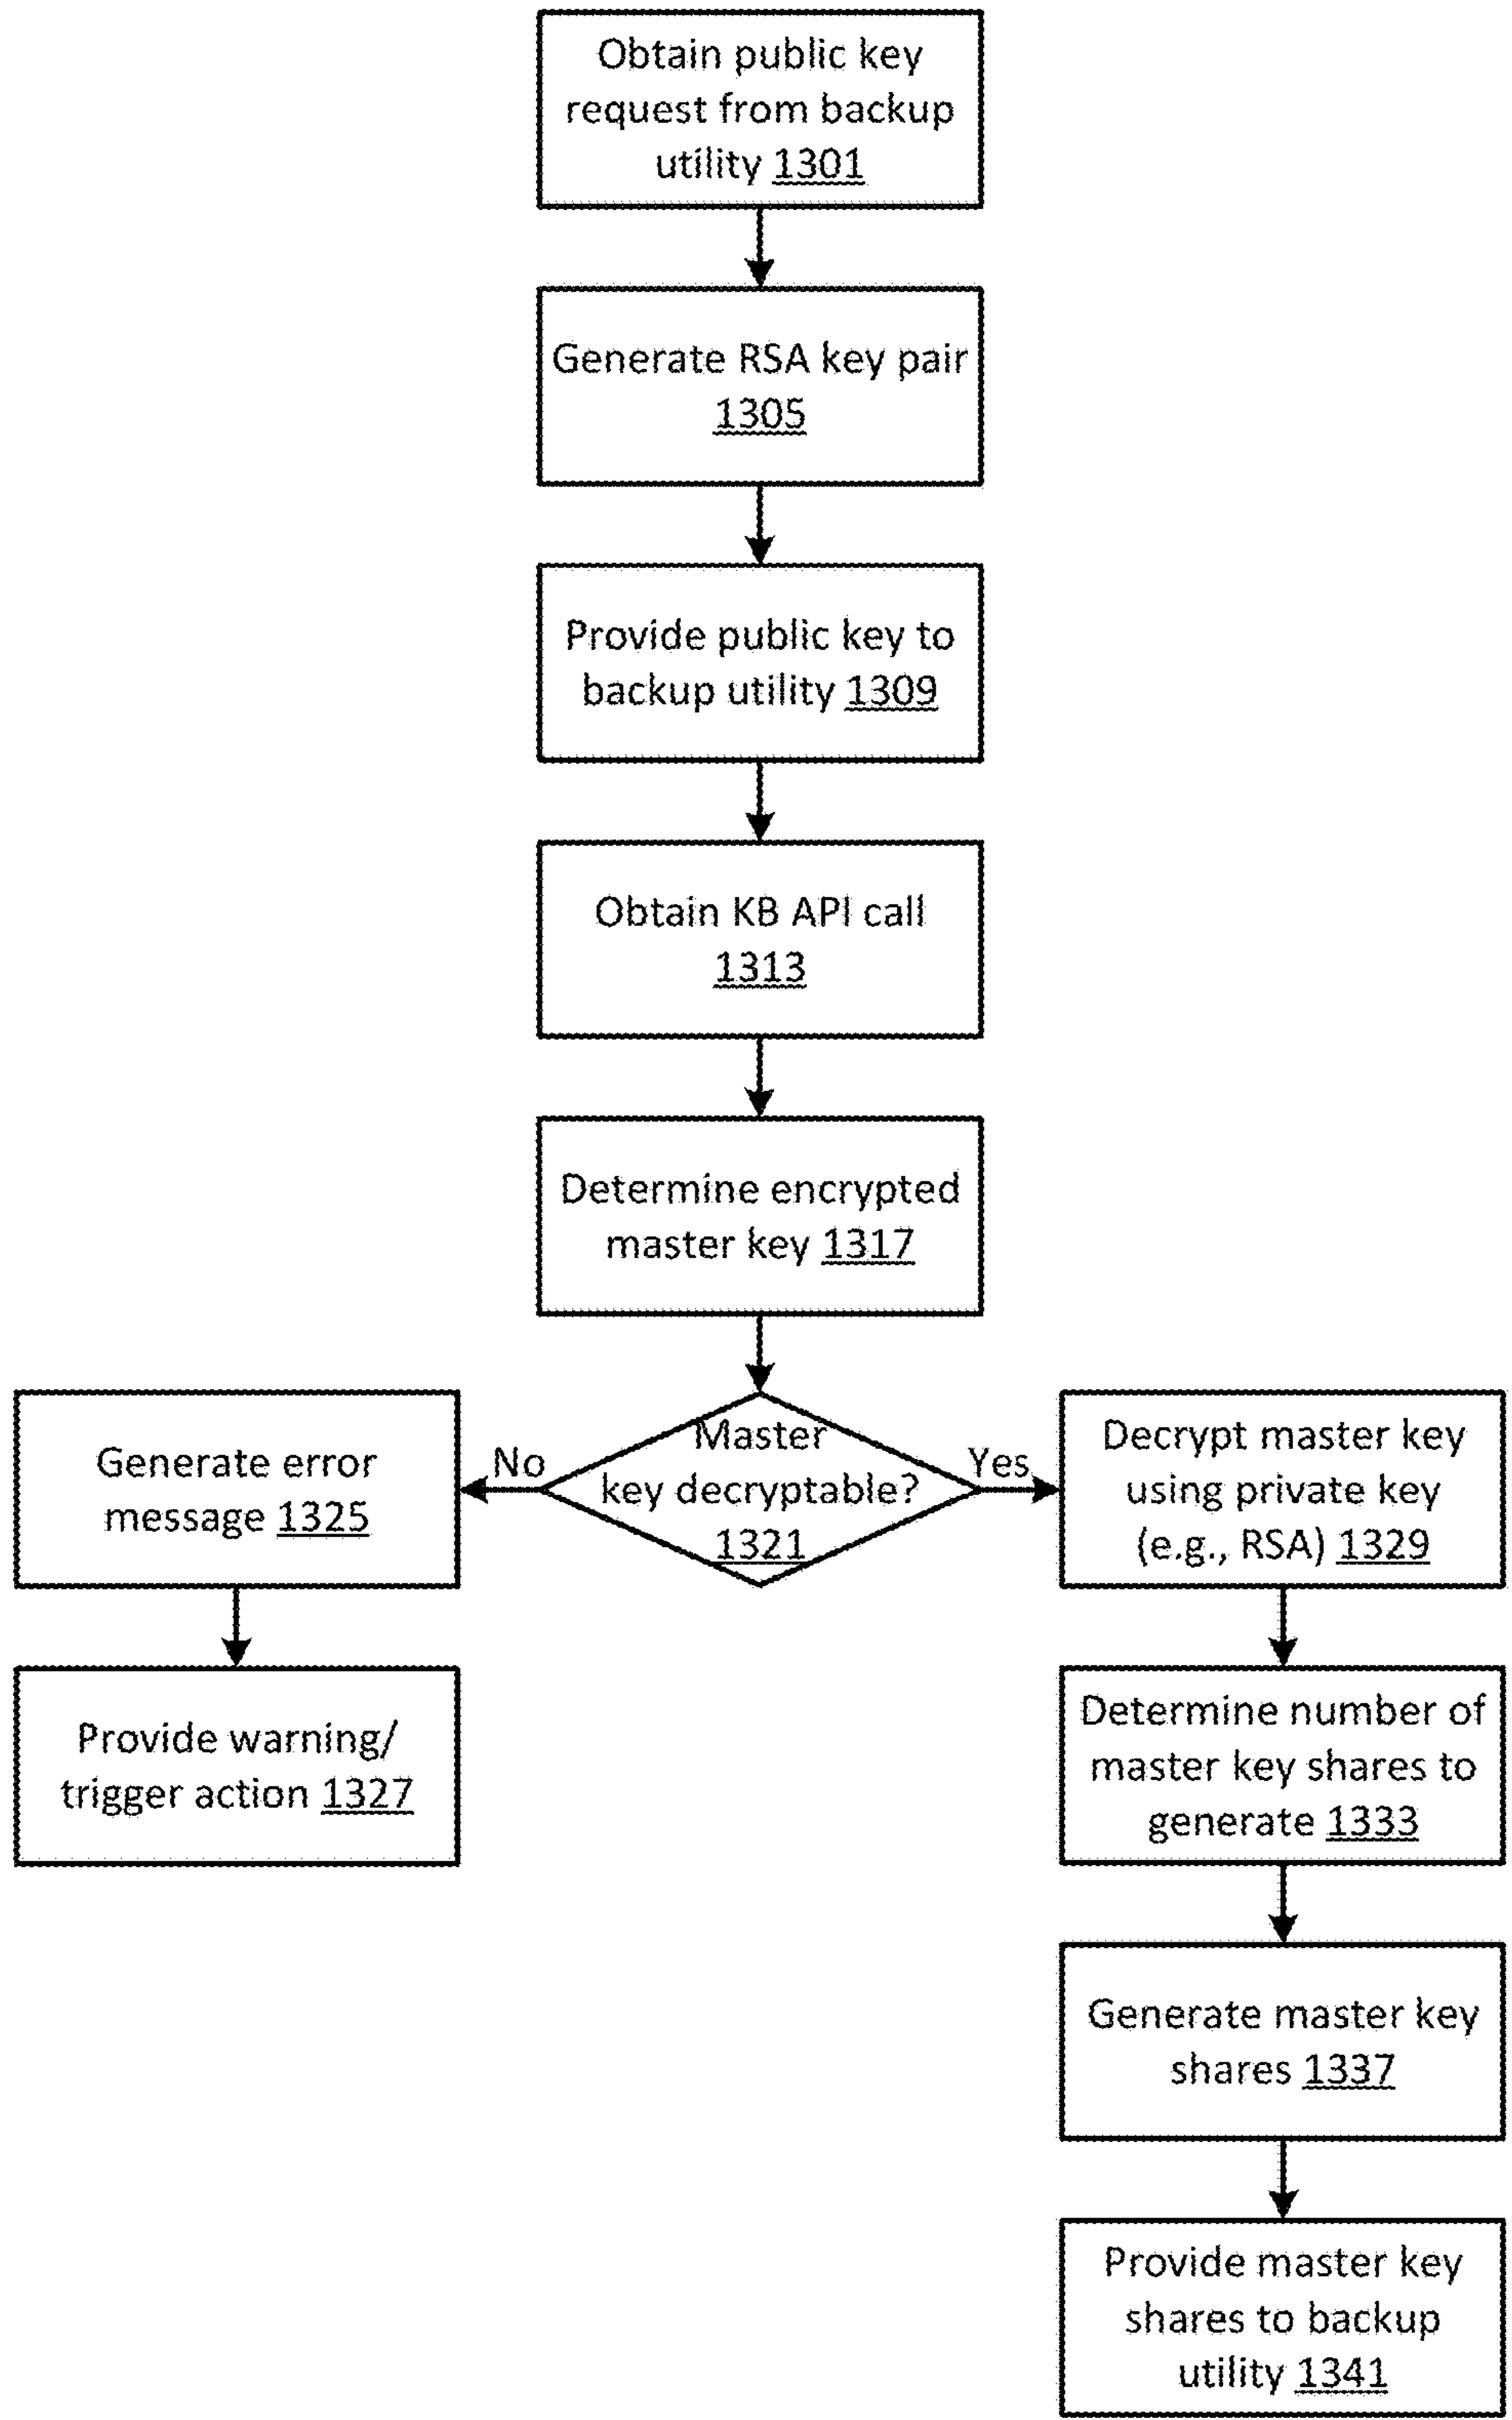 Obtain public key
request from backup
utility 1301
Generate RSA key pair
1305
Provide public key to
backup utility 1309
Obtain KB API call
1313
Determine encrypted
master key 1317
Master
key decryptable?
1321
No
Yes
Generate error
message 1325
Provide warning/
trigger action 1327
Decrypt master key
using private key
(e.g., RSA) 1329
Determine number of
master key shares to
generate 1333
Generate master key
shares 1337
Provide master key
shares to backup
utility 1341